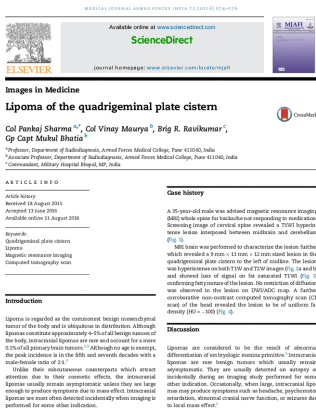 MEDICAL JOURNAL ARMED FORCES INDIA 72 (2016) 574–576
Available online at www.sciencedirect.com
ScienceDirect
journal homepage: www.elsevier.com/locate/mjafi
ELSEVIER
MJAFI
Images in Medicine
Lipoma of the quadrigeminal plate cistern
CrossMark
Col Pankaj Sharma a,*, Col Vinay Maurya b, Brig R. Ravikumar c,
Gp Capt Mukul Bhatia b
a Professor, Department of Radiodiagnosis, Armed Forces Medical College, Pune 411040, India
b Associate Professor, Department of Radiodiagnosis, Armed Forces Medical College, Pune 411040, India
c Commandant, Military Hospital Bhopal, MP, India
ARTICLE INFO
Article history:
Received 18 August 2015
Accepted 13 June 2016
Available online 11 August 2016
Keywords:
Quadrigeminal plate cistern
Lipoma
Magnetic resonance imaging
Computed tomography scan
Introduction
Lipoma is regarded as the commonest benign mesenchymal
tumor of the body and is ubiquitous in distribution. Although
lipomas constitute approximately 4–5% of all benign tumors of
the body, intracranial lipomas are rare and account for a mere
0.1% of all primary brain tumors. Although no age is exempt,
the peak incidence is in the fifth and seventh decades with a
male–female ratio of 2:1.
Unlike their subcutaneous counterparts which attract
attention due to their cosmetic effects, the intracranial
lipomas usually remain asymptomatic unless they are large
enough to produce symptoms due to mass effect. Intracranial
lipomas are most often detected incidentally when imaging is
performed for some other indication.
Case history
A 35-year-old male was advised magnetic resonance imaging
(MRI) whole spine for backache not responding to medication.
Screening image of cervical spine revealed a T1WI hyperin-
tense lesion interposed between midbrain and cerebellum
(Fig. 1).
MRI brain was performed to characterize the lesion further
which revealed a 9 mm × 11 mm × 12 mm sized lesion in the
quadrigeminal plate cistern to the left of midline. The lesion
was hyperintense on both T1W and T2W images (Fig. 2a and b)
and showed loss of signal on fat saturated T1WI (Fig. 3)
confirming fatty nature of the lesion. No restriction of diffusion
was observed in the lesion on DWI/ADC map. A further
corroborative non-contrast computed tomography scan (CT)
scan) of the head revealed the lesion to be of uniform fat
density (HU = −100) (Fig. 4).
Discussion
Lipomas are considered to be the result of abnormal
differentiation of embryologic meninx primitive. Intracranial
lipomas are rare benign tumors which usually remain
asymptomatic. They are usually detected on autopsy or
incidentally during an imaging study performed for some
other indication. Occasionally, when large, intracranial lipo-
mas may produce symptoms such as headache, psychomotor
retardation, abnormal cranial nerve function, or seizures due
to local mass effect.